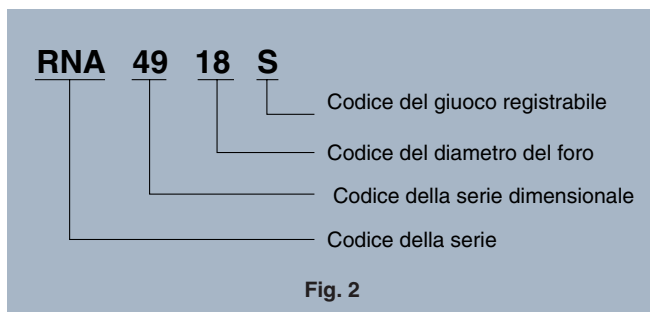 RNA 49 18 S
Codice del giuoco registrabile
Codice del diametro del foro
Codice della serie dimensionale
Codice della serie
Fig. 2